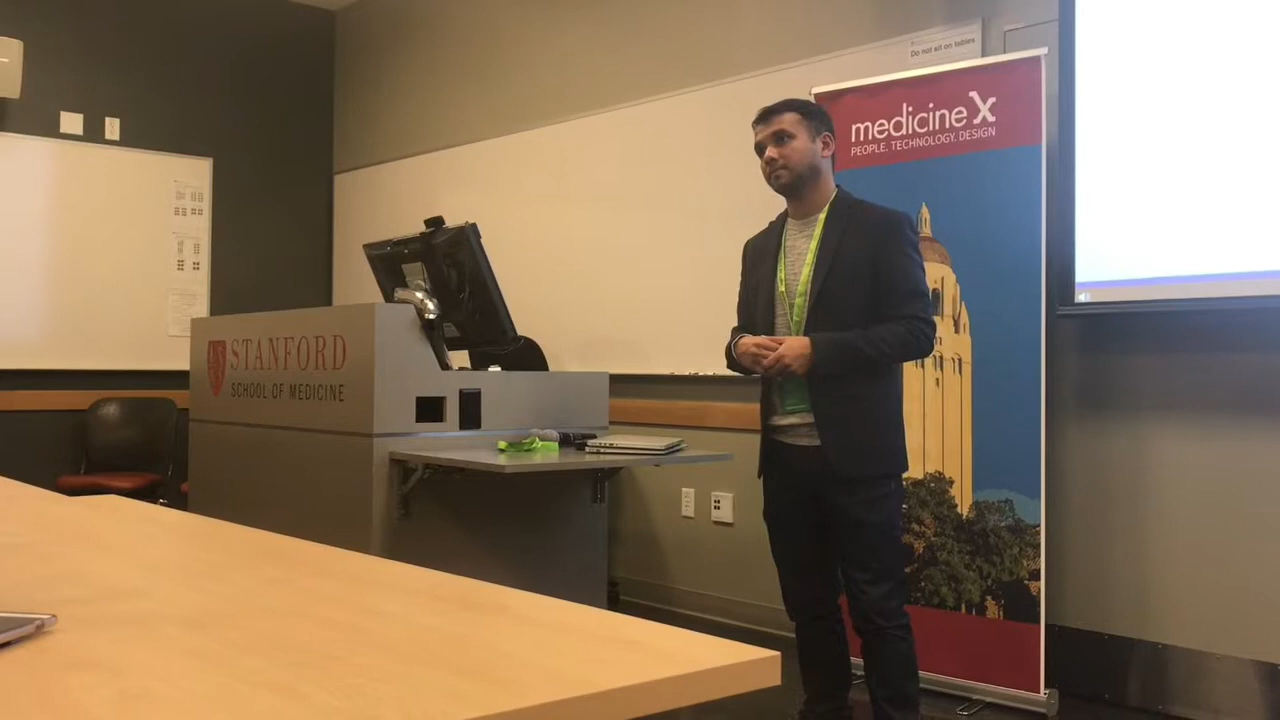 Do not sit on tables
medicine X
PEOPLE. TECHNOLOGY. DESIGN
STANFORD
SCHOOL OF MEDICINE